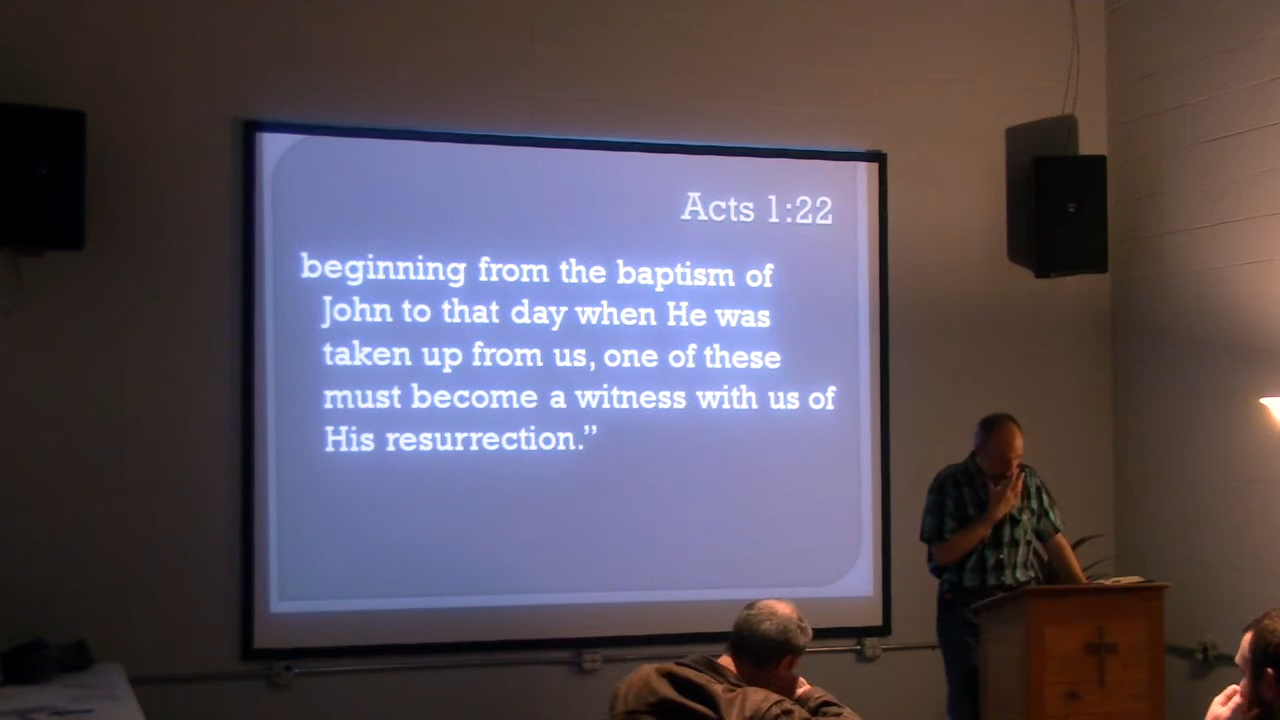 Acts 1:22
beginning from the baptism of
John to that day when He was
taken up from us, one of these
must become a witness with us of
His resurrection.”